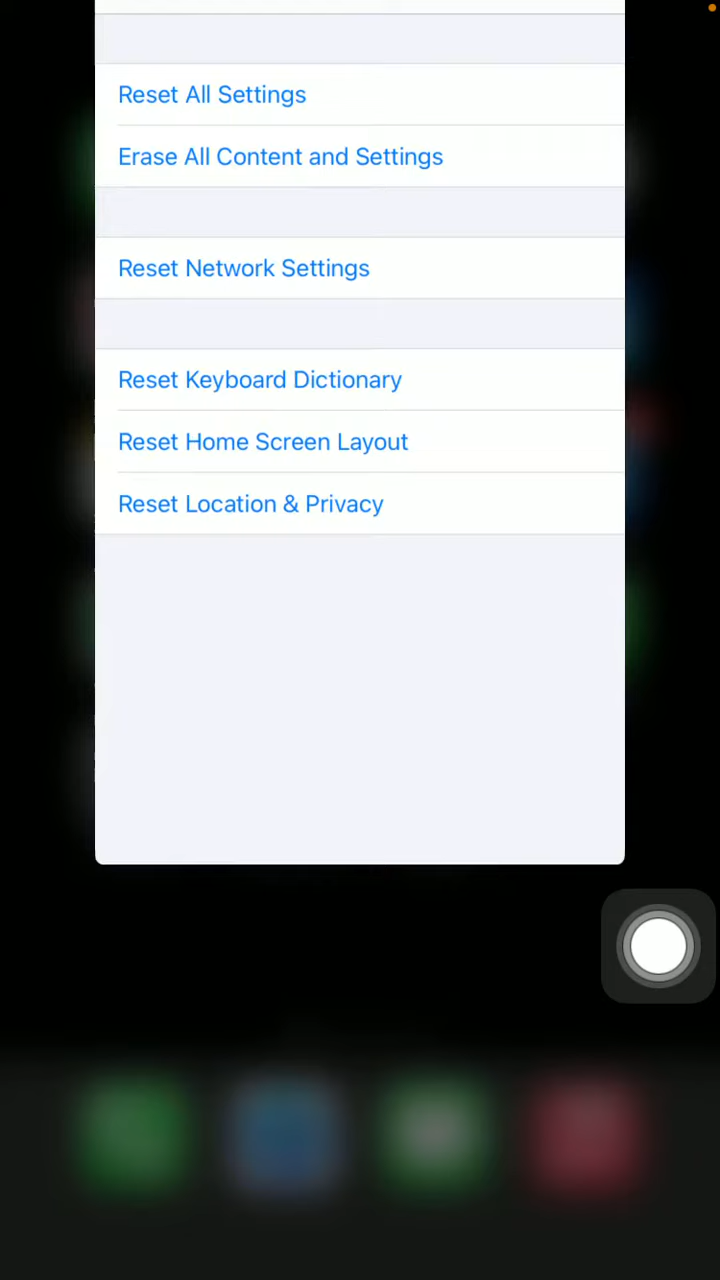 Reset All Settings
Erase All Content and Settings
Reset Network Settings
Reset Keyboard Dictionary
Reset Home Screen Layout
Reset Location & Privacy